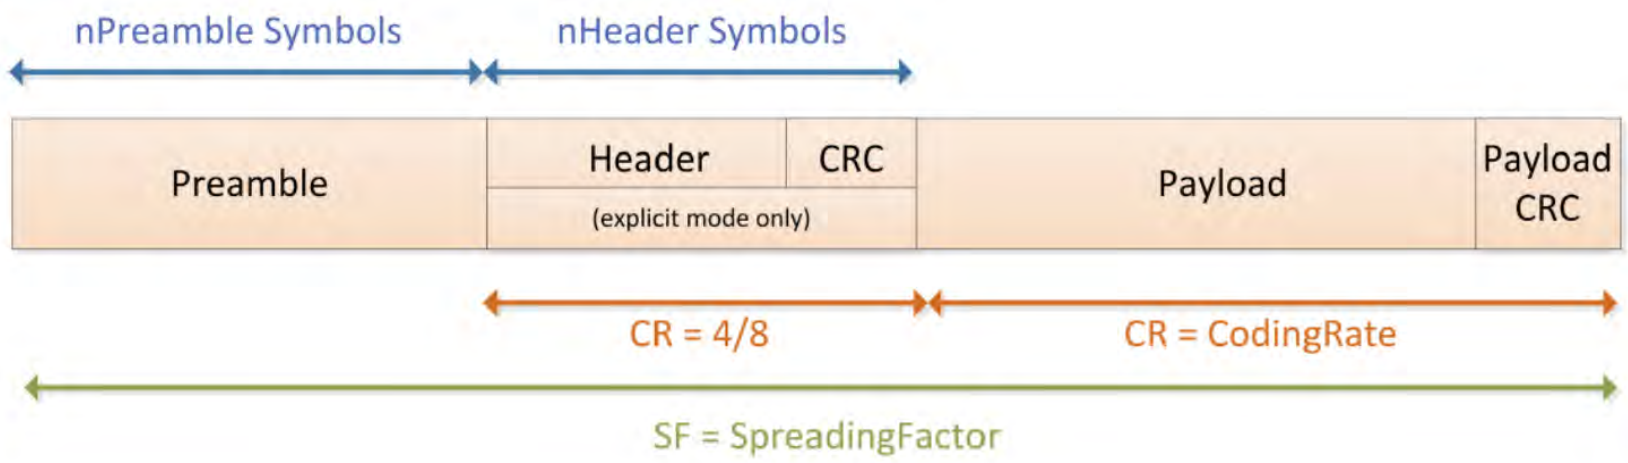 nPreamble Symbols
nHeader Symbols
Preamble
Header
CRC
(explicit mode only)
Payload
Payload
CRC
CR = 4/8
CR = CodingRate
SF = SpreadingFactor